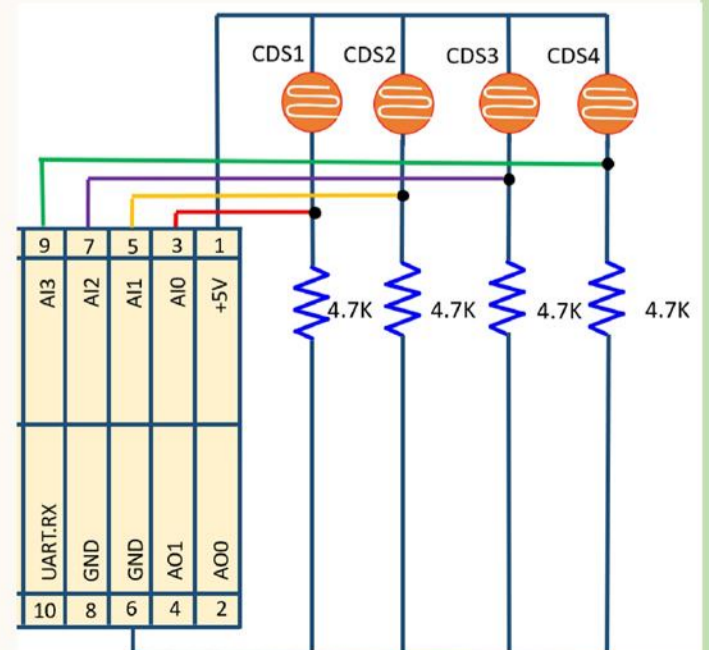 CDS1 CDS2 CDS3 CDS4
9 7 5 3 1
AI3 AI2 AI1 AI0 +5V
4.7K 4.7K 4.7K 4.7K
UART.RX GND GND AO1 AO0
10 8 6 4 2